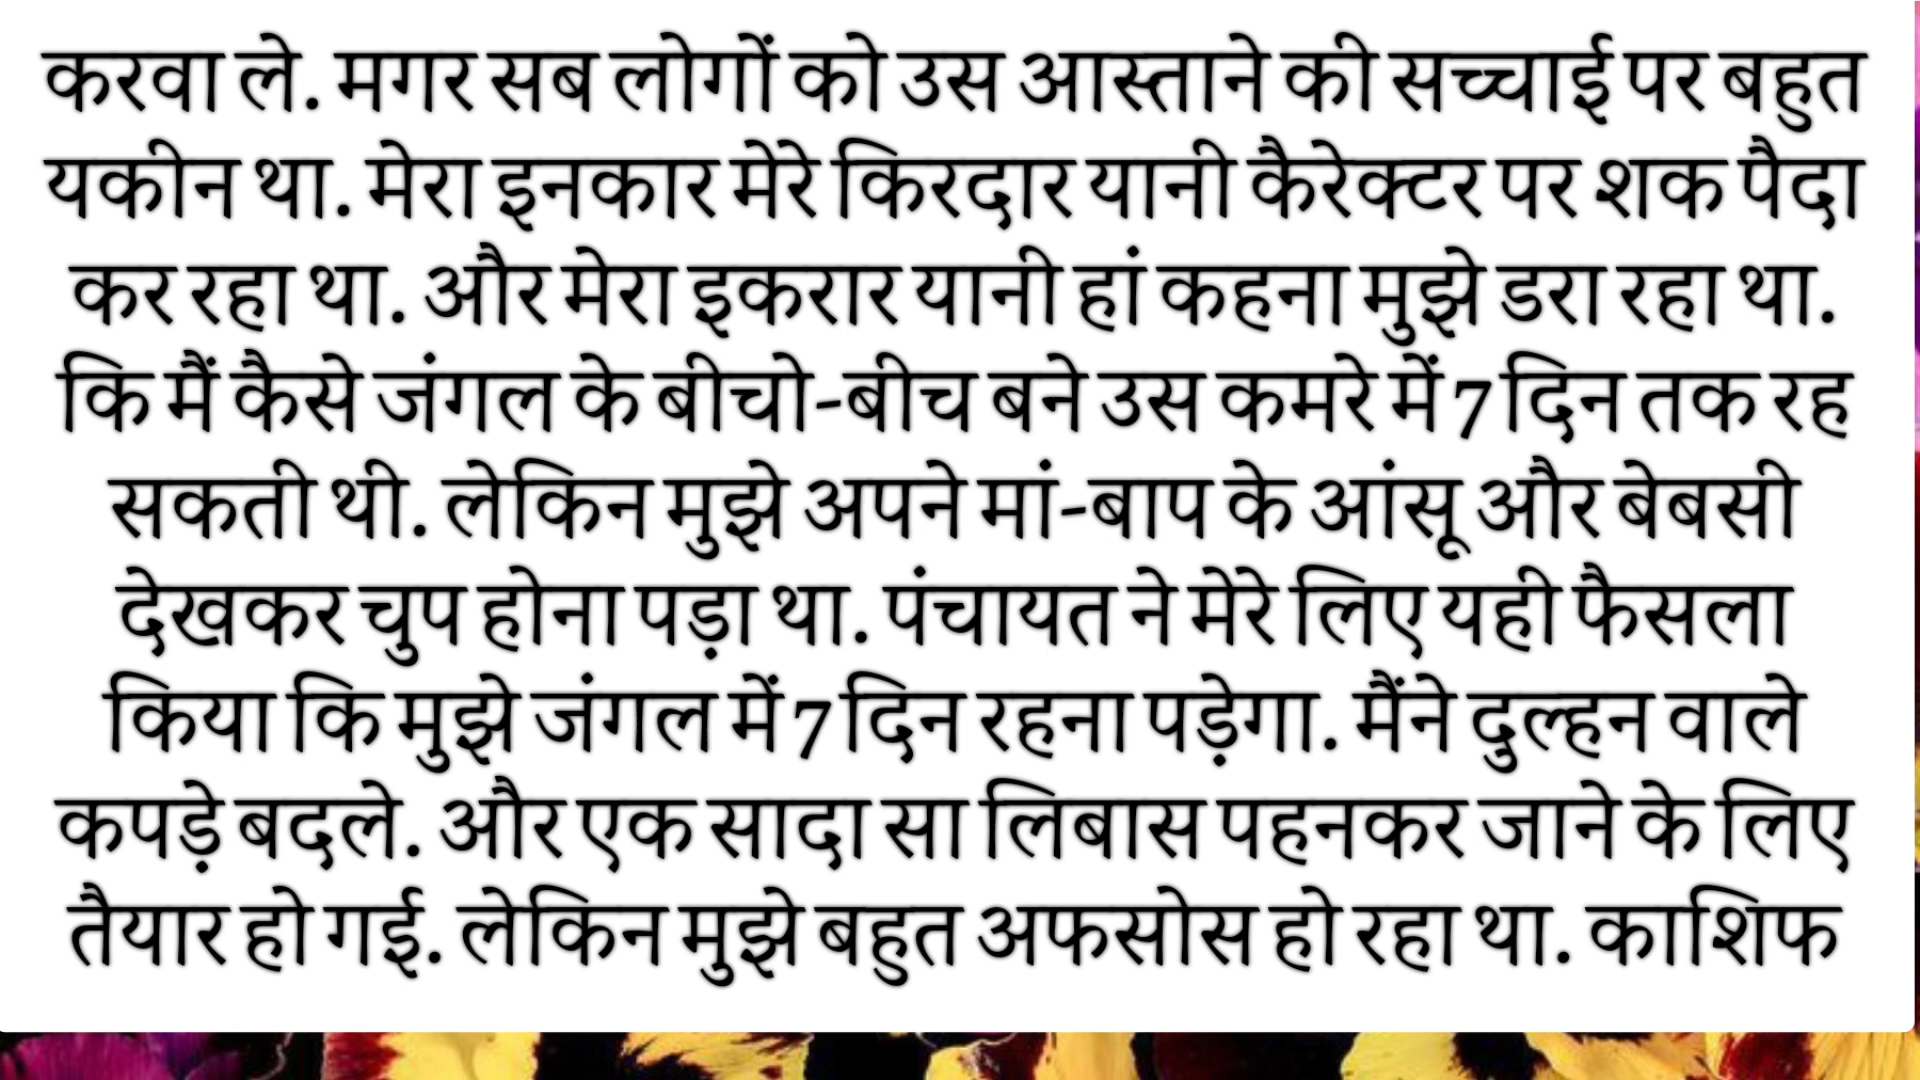 करवा ले. मगर सब लोगों को उस आस्ताने की सच्चाई पर बहुत
यकीन था. मेरा इनकार मेरे किरदार यानी कैरेक्टर पर शक पैदा
कर रहा था. और मेरा इकरार यानी हां कहना मुझे डरा रहा था.
कि मैं कैसे जंगल के बीचो-बीच बने उस कमरे में 7 दिन तक रह
सकती थी. लेकिन मुझे अपने मां-बाप के आंसू और बेबसी
देखकर चुप होना पड़ा था. पंचायत ने मेरे लिए यही फैसला
किया कि मुझे जंगल में 7 दिन रहना पड़ेगा. मैंने दुल्हन वाले
कपड़े बदले. और एक सादा सा लिबास पहनकर जाने के लिए
तैयार हो गई. लेकिन मुझे बहुत अफसोस हो रहा था. काशिफ